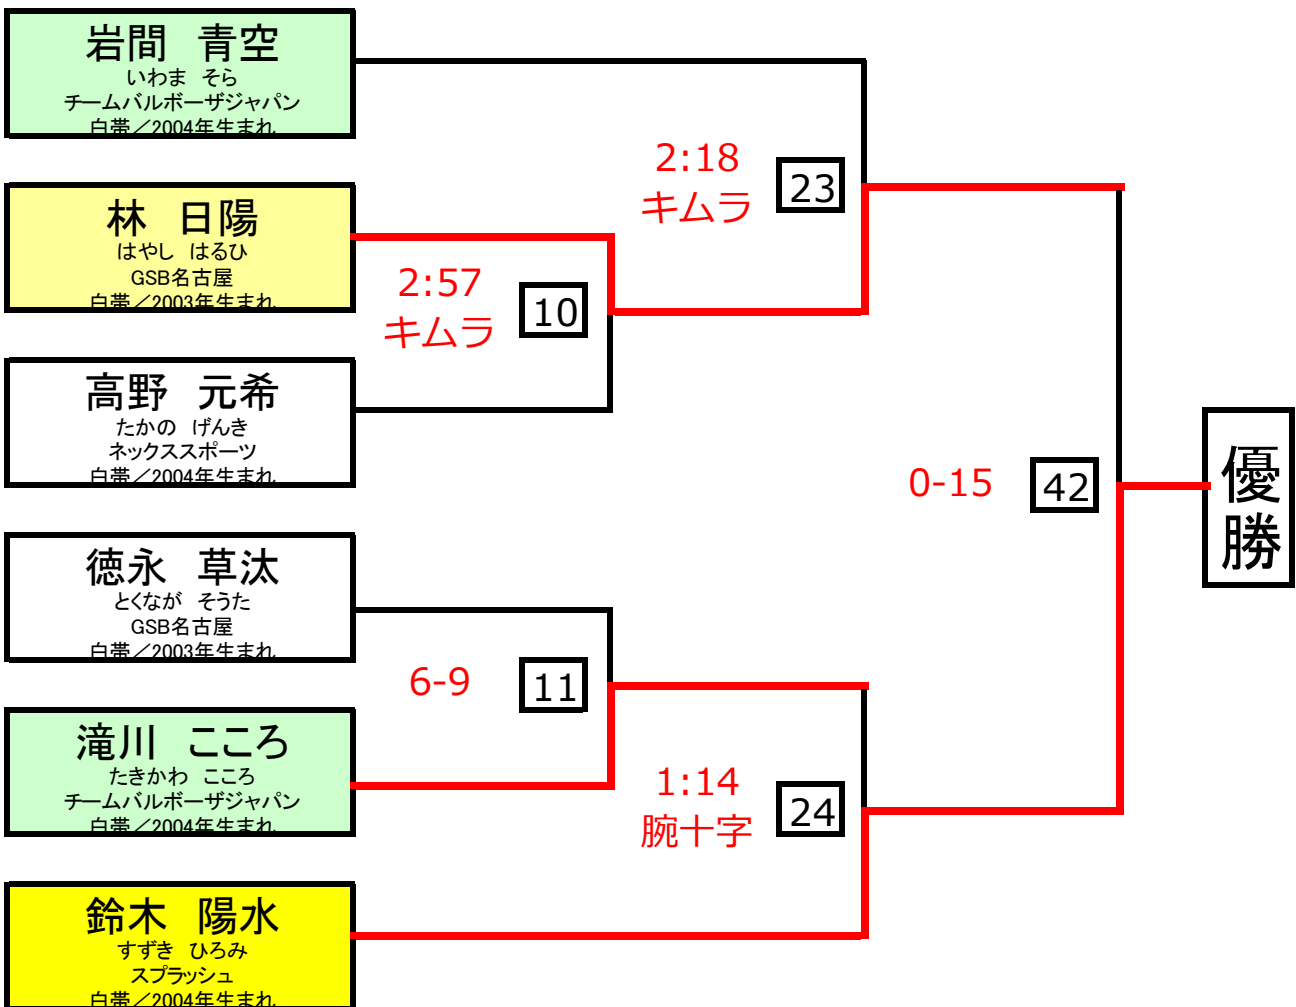 岩間 青空
いわま そら
チームバルボーザジャパン
白帯／2004年生まれ
林 日陽
はやし はるひ
GSB名古屋
白帯／2003年生まれ
高野 元希
たかの げんき
ネックススポーツ
白帯／2004年生まれ
徳永 草汰
とくなが そうた
GSB名古屋
白帯／2003年生まれ
滝川 こころ
たきかわ こころ
チームバルボーザジャパン
白帯／2004年生まれ
鈴木 陽水
すずき ひろみ
スプラッシュ
白帯／2004年生まれ
2:57
キムラ
10
6-9
11
2:18
キムラ
23
1:14
腕十字
24
0-15
42
優勝